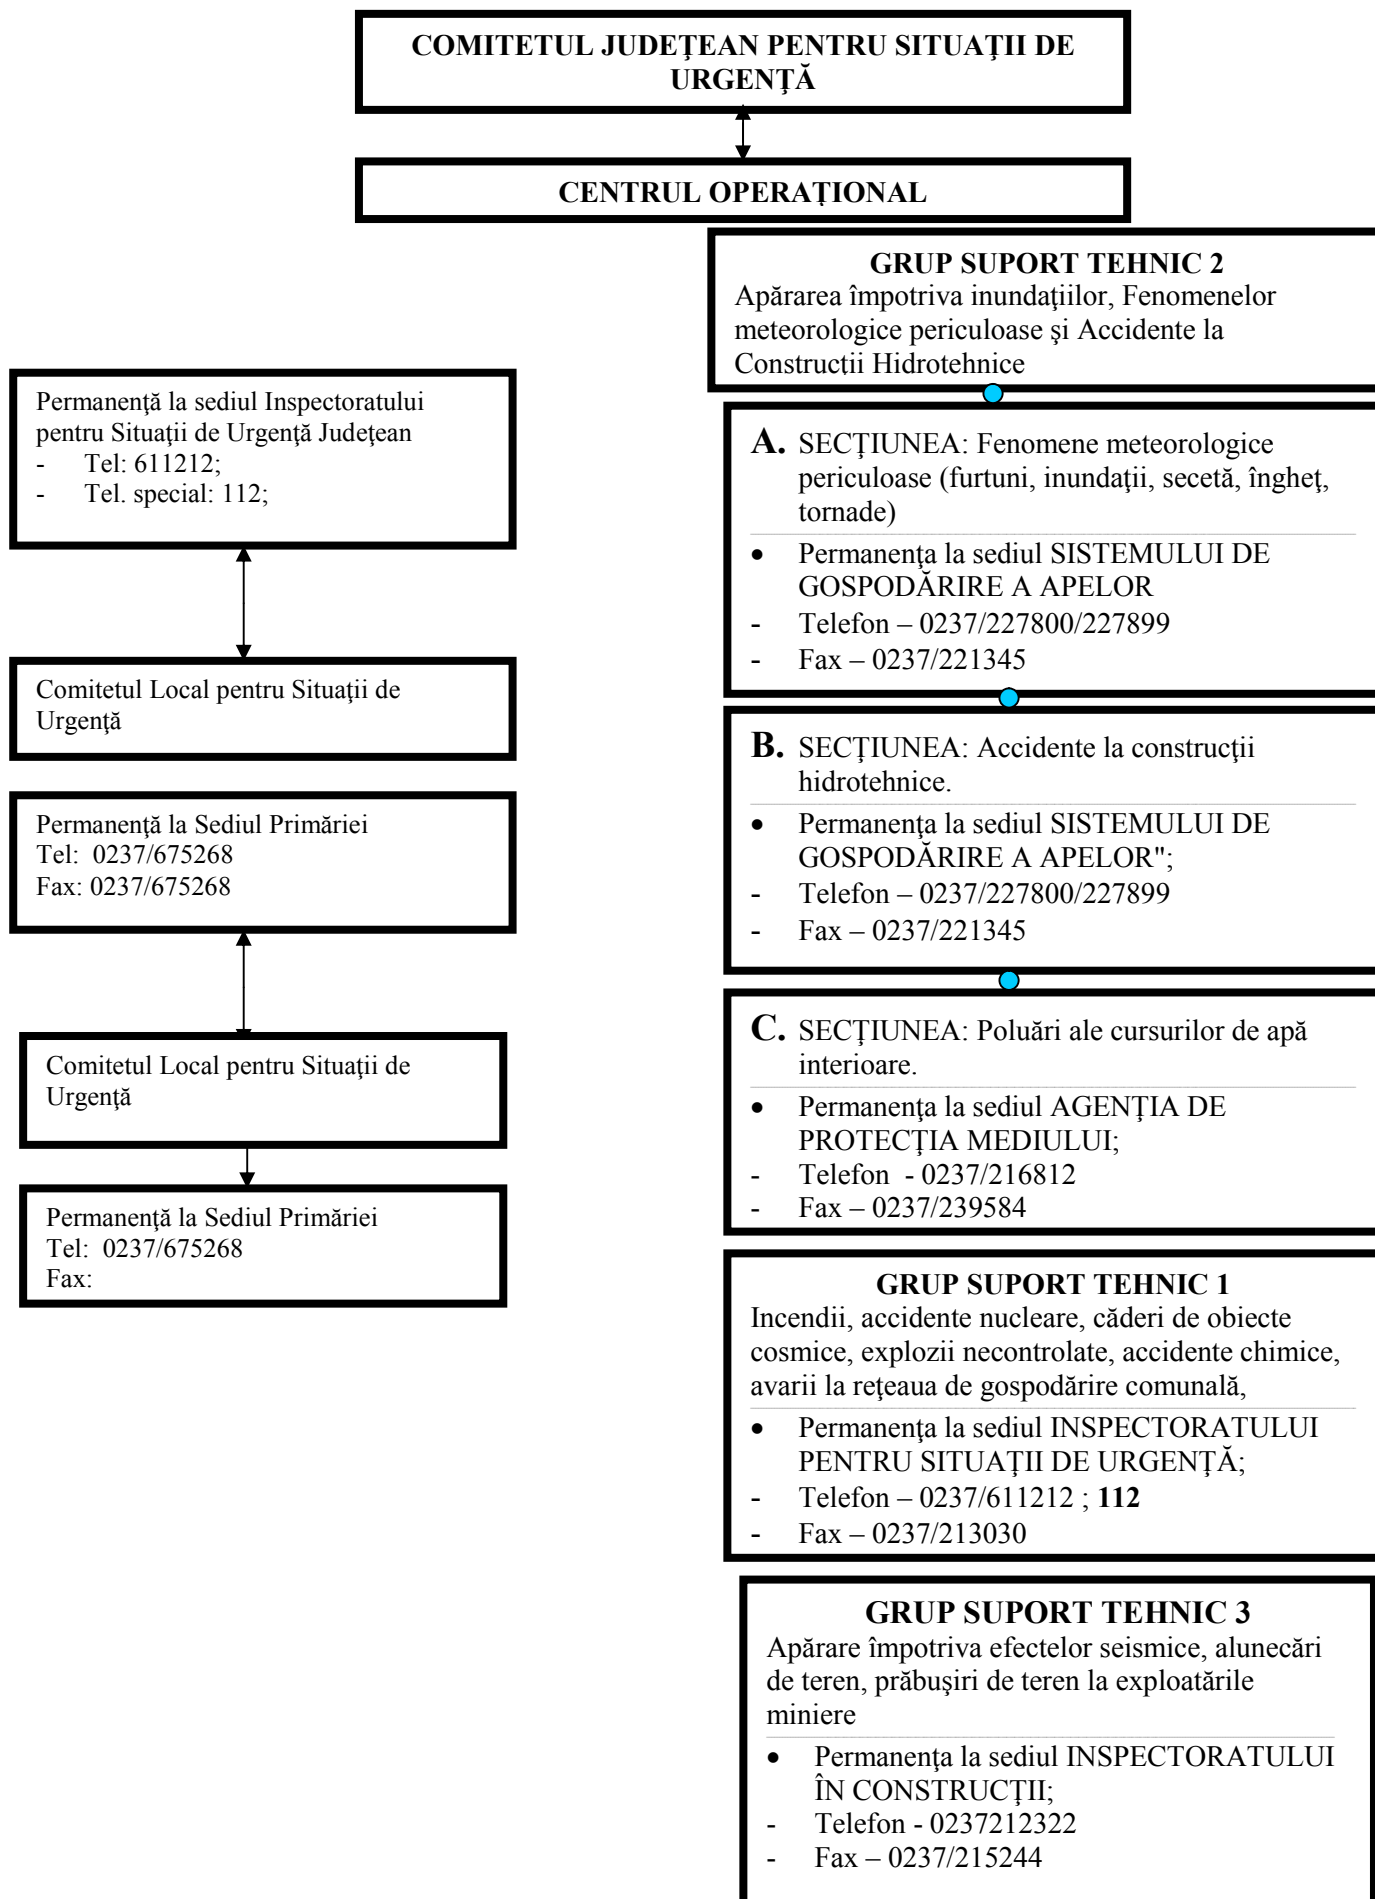 COMITETUL JUDEŢEAN PENTRU SITUAŢII DE
URGENŢĂ
CENTRUL OPERAŢIONAL
GRUP SUPORT TEHNIC 2
Apărarea împotriva inundaţiilor, Fenomenelor
meteorologice periculoase şi Accidente la
Construcţii Hidrotehnice
Permanenţă la sediul Inspectoratului
pentru Situaţii de Urgenţă Judeţean
- Tel: 611212;
- Tel. special: 112;
Comitetul Local pentru Situaţii de
Urgenţă
Permanenţă la Sediul Primăriei
Tel: 0237/675268
Fax: 0237/675268
Comitetul Local pentru Situaţii de
Urgenţă
Permanenţă la Sediul Primăriei
Tel: 0237/675268
Fax:
A. SECŢIUNEA: Fenomene meteorologice
periculoase (furtuni, inundaţii, secetă, îngheţ,
tornade)
• Permanenţa la sediul SISTEMULUI DE
GOSPODĂRIRE A APELOR
- Telefon – 0237/227800/227899
- Fax – 0237/221345
B. SECŢIUNEA: Accidente la construcţii
hidrotehnice.
• Permanenţa la sediul SISTEMULUI DE
GOSPODĂRIRE A APELOR";
- Telefon – 0237/227800/227899
- Fax – 0237/221345
C. SECŢIUNEA: Poluări ale cursurilor de apă
interioare.
• Permanenţa la sediul AGENŢIA DE
PROTECŢIA MEDIULUI;
- Telefon - 0237/216812
- Fax – 0237/239584
GRUP SUPORT TEHNIC 1
Incendii, accidente nucleare, căderi de obiecte
cosmice, explozii necontrolate, accidente chimice,
avarii la reţeaua de gospodărire comunală,
• Permanenţa la sediul INSPECTORATULUI
PENTRU SITUAŢII DE URGENŢĂ;
- Telefon – 0237/611212 ; 112
- Fax – 0237/213030
GRUP SUPORT TEHNIC 3
Apărare împotriva efectelor seismice, alunecări
de teren, prăbuşiri de teren la exploatările
miniere
• Permanenţa la sediul INSPECTORATULUI
ÎN CONSTRUCŢII;
- Telefon - 0237212322
- Fax – 0237/215244